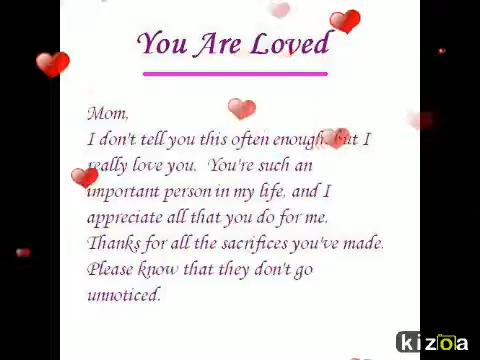 You Are Loved
Mom,
I don't tell you this often enough, but I
really love you. You're such an
important person in my life, and I
appreciate all that you do for me.
Thanks for all the sacrifices you've made.
Please know that they don't go
unnoticed.
kizoa